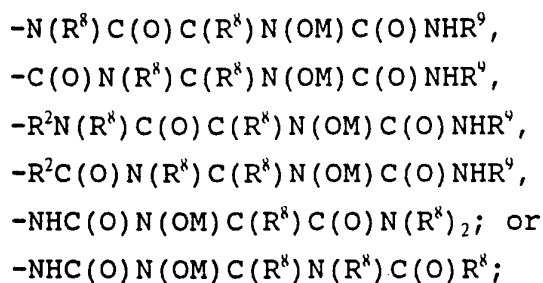 -N(R⁸)C(O)C(R⁸)N(OM)C(O)NHR⁹,
-C(O)N(R⁸)C(R⁸)N(OM)C(O)NHR⁹,
-R²N(R⁸)C(O)C(R⁸)N(OM)C(O)NHR⁹,
-R²C(O)N(R⁸)C(R⁸)N(OM)C(O)NHR⁹,
-NHC(O)N(OM)C(R⁸)C(O)N(R⁸)₂; or
-NHC(O)N(OM)C(R⁸)N(R⁸)C(O)R⁸;